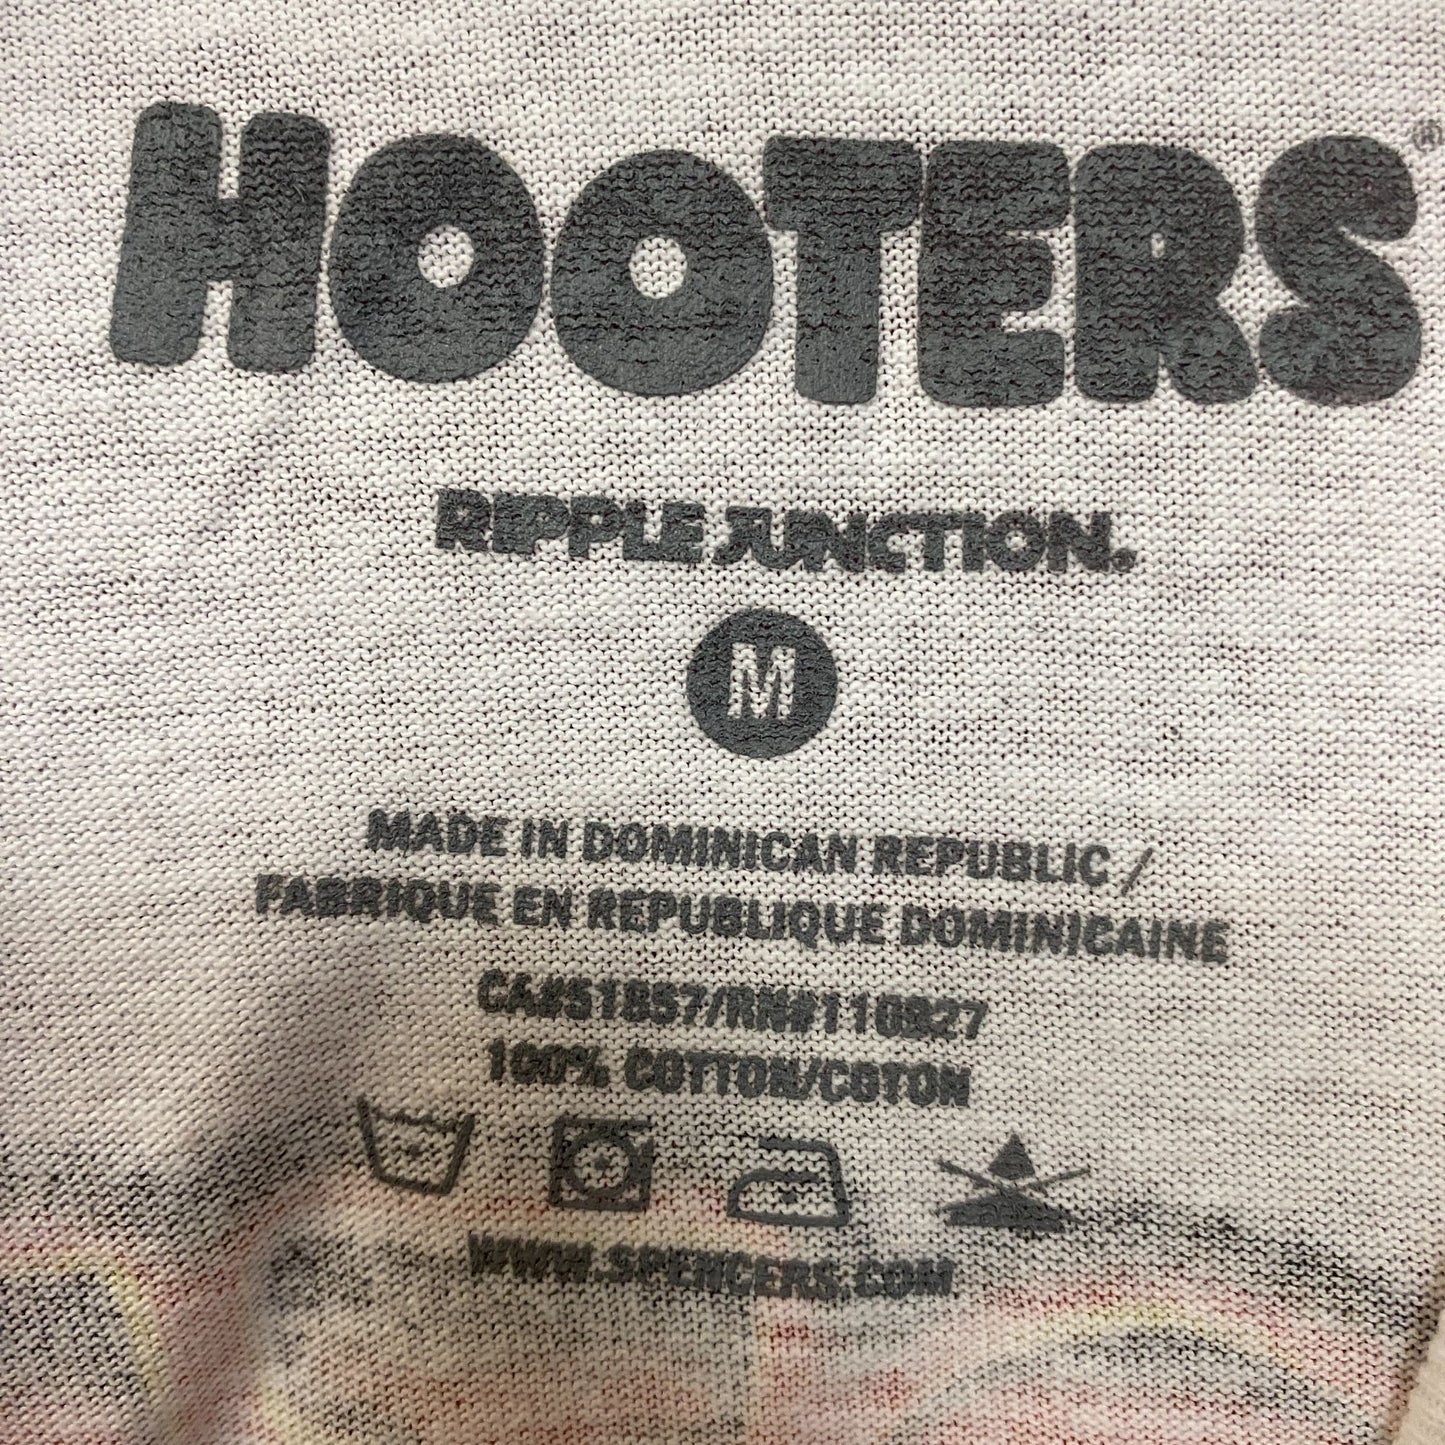 HOOTERS®
RIPPLE JUNCTION.
M
MADE IN DOMINICAN REPUBLIC /
FABRIQUE EN REPUBLIQUE DOMINICAINE
CA#51857/RN#110927
100% COTTON/COTON
WWW.SPENCERS.COM